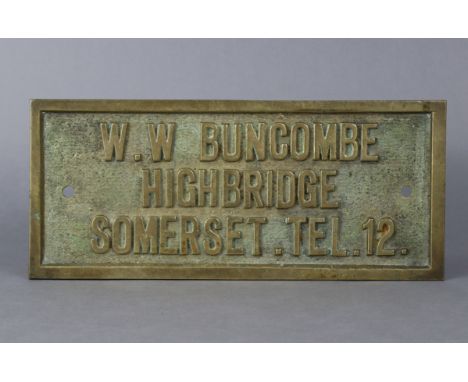 W.W BUNCOMBE
HIGHBRIDGE
SOMERSET.TEL.12.